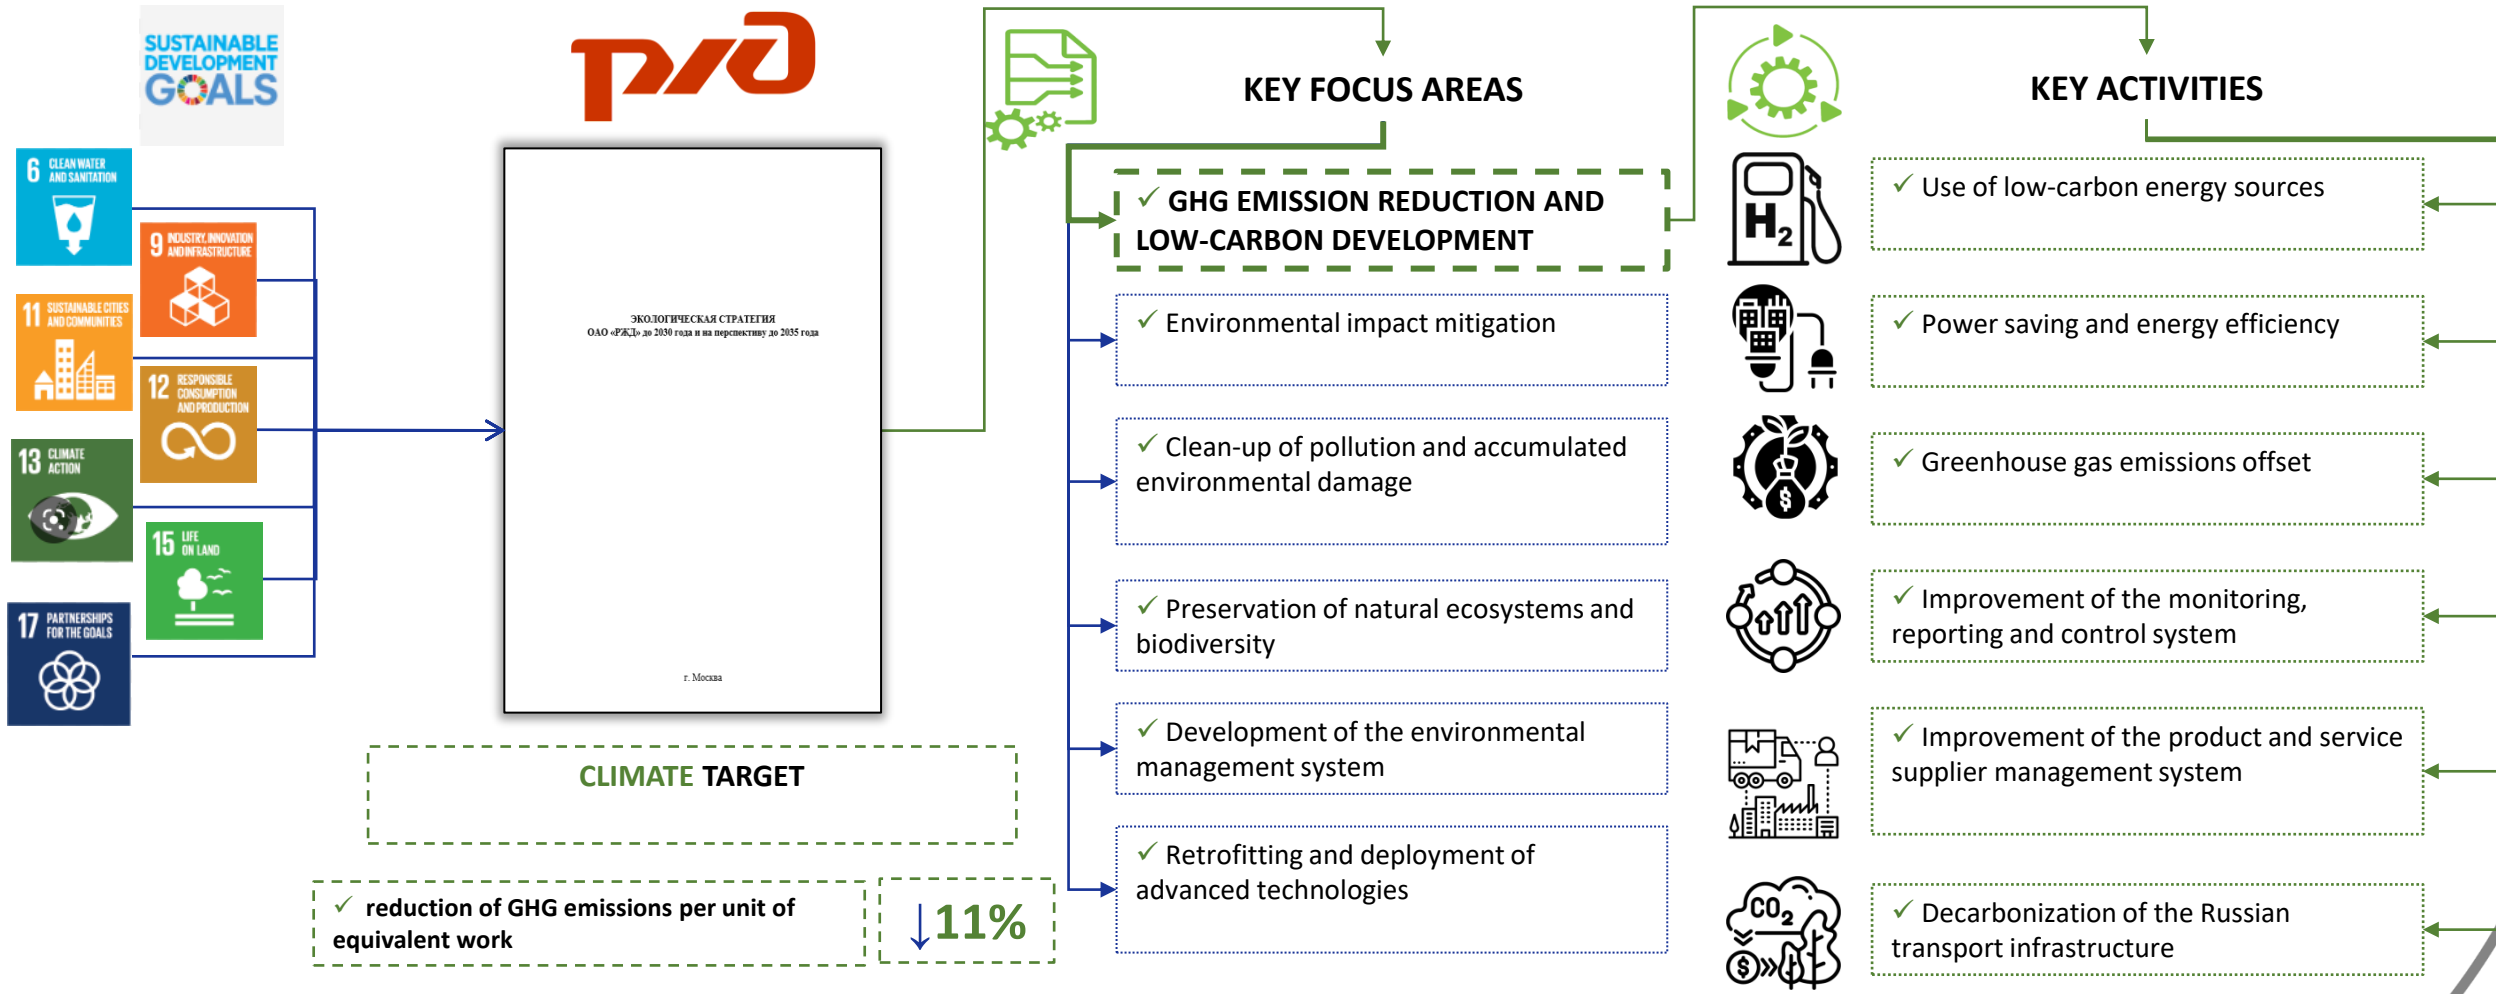 SUSTAINABLE
DEVELOPMENT
GOALS
6 CLEAN WATER
AND SANITATION
9 INDUSTRY, INNOVATION
AND INFRASTRUCTURE
11 SUSTAINABLE CITIES
AND COMMUNITIES
12 RESPONSIBLE
CONSUMPTION
AND PRODUCTION
13 CLIMATE
ACTION
15 LIFE
ON LAND
17 PARTNERSHIPS
FOR THE GOALS
РЖД
ЭКОЛОГИЧЕСКАЯ СТРАТЕГИЯ
ОАО «РЖД» до 2030 года и на перспективу до 2035 года
г. Москва
CLIMATE TARGET
✓ reduction of GHG emissions per unit of
equivalent work
↓11%
KEY FOCUS AREAS
✓ GHG EMISSION REDUCTION AND
LOW-CARBON DEVELOPMENT
✓ Environmental impact mitigation
✓ Clean-up of pollution and accumulated
environmental damage
✓ Preservation of natural ecosystems and
biodiversity
✓ Development of the environmental
management system
✓ Retrofitting and deployment of
advanced technologies
KEY ACTIVITIES
H2
✓ Use of low-carbon energy sources
✓ Power saving and energy efficiency
$
✓ Greenhouse gas emissions offset
✓ Improvement of the monitoring,
reporting and control system
✓ Improvement of the product and service
supplier management system
CO2
$
✓ Decarbonization of the Russian
transport infrastructure